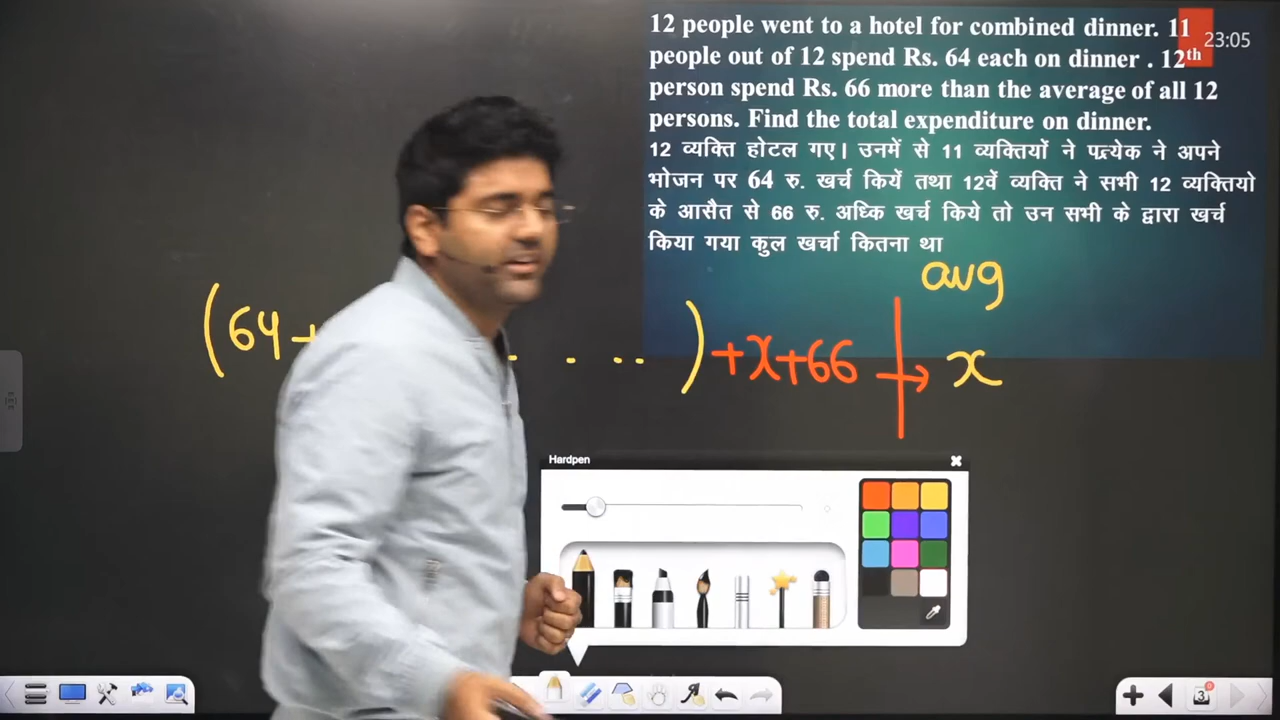 12 people went to a hotel for combined dinner. 11
23:05
people out of 12 spend Rs. 64 each on dinner . 12th
person spend Rs. 66 more than the average of all 12
persons. Find the total expenditure on dinner.
12 व्यक्ति होटल गए। उनमें से 11 व्यक्तियों ने प्रत्येक ने अपने
भोजन पर 64 रु. खर्च कियें तथा 12वें व्यक्ति ने सभी 12 व्यक्तियो
के आसैत से 66 रु. अध्कि खर्च किये तो उन सभी के द्वारा खर्च
किया गया कुल खर्चा कितना था
avg
(64+ . . . . ) +x+66 → x
Hardpen
3